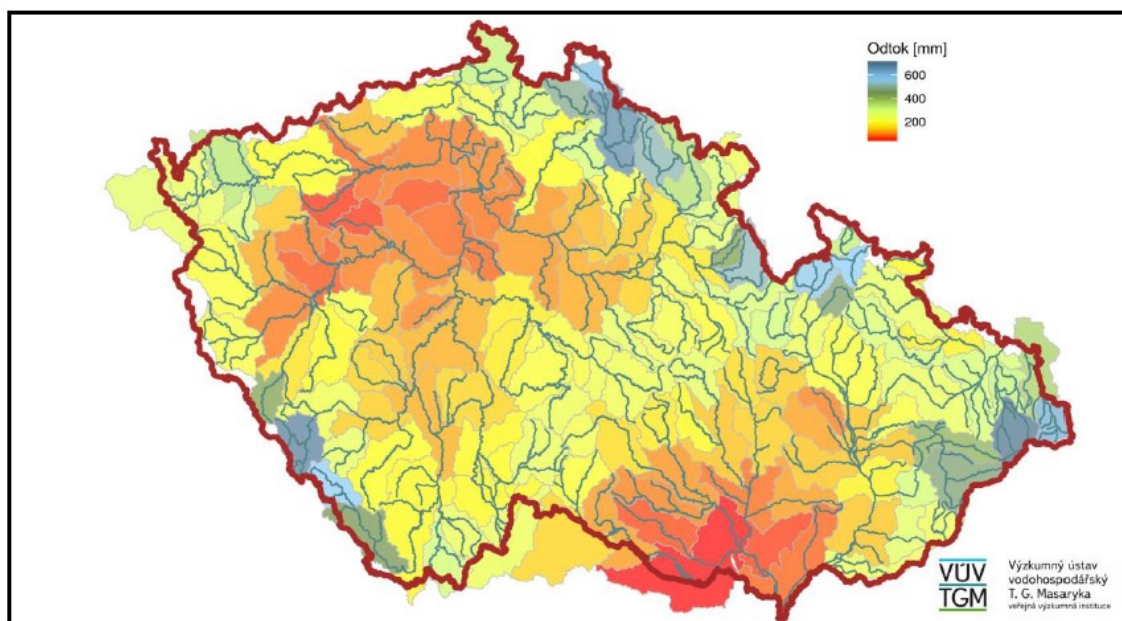 Odtok [mm]
600
400
200
VÚV
TGM
Výzkumný ústav
vodohospodářský
T. G. Masaryka
veřejná výzkumná instituce